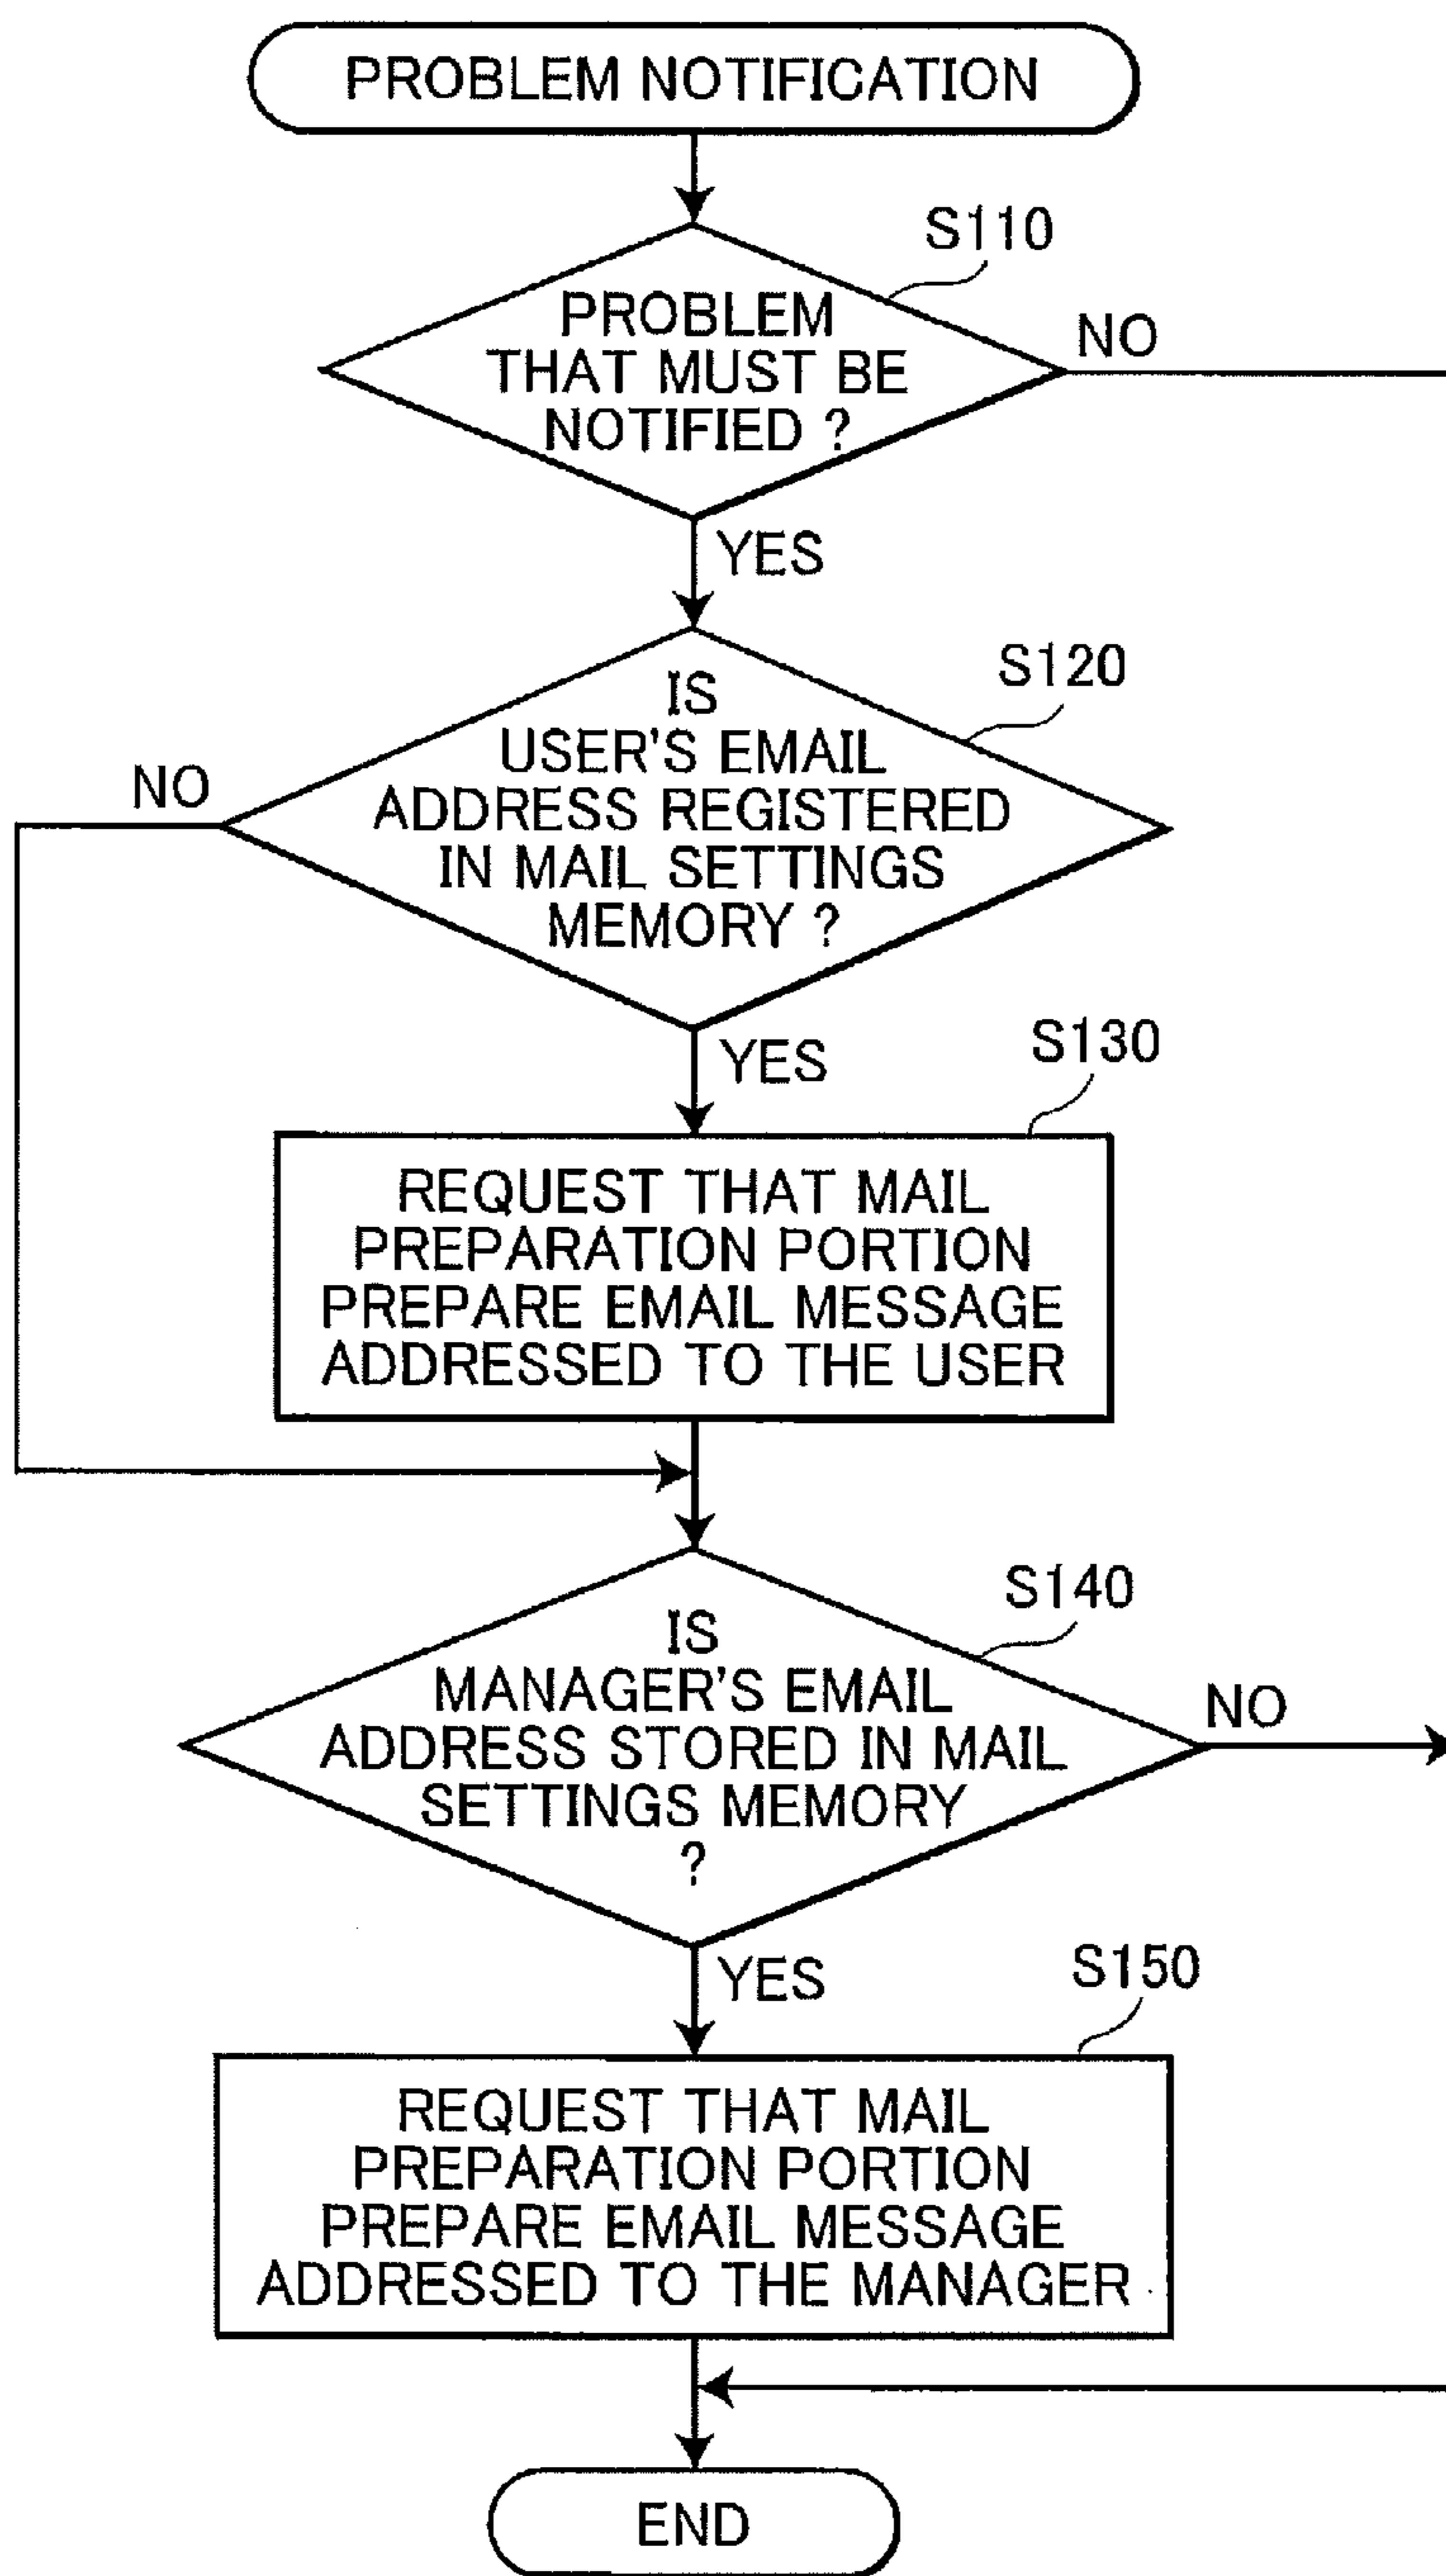 PROBLEM NOTIFICATION
S110
PROBLEM
THAT MUST BE
NOTIFIED ?
NO
YES
S120
IS
USER'S EMAIL
ADDRESS REGISTERED
IN MAIL SETTINGS
MEMORY ?
NO
YES
S130
REQUEST THAT MAIL
PREPARATION PORTION
PREPARE EMAIL MESSAGE
ADDRESSED TO THE USER
S140
IS
MANAGER'S EMAIL
ADDRESS STORED IN MAIL
SETTINGS MEMORY
?
NO
YES
S150
REQUEST THAT MAIL
PREPARATION PORTION
PREPARE EMAIL MESSAGE
ADDRESSED TO THE MANAGER
END